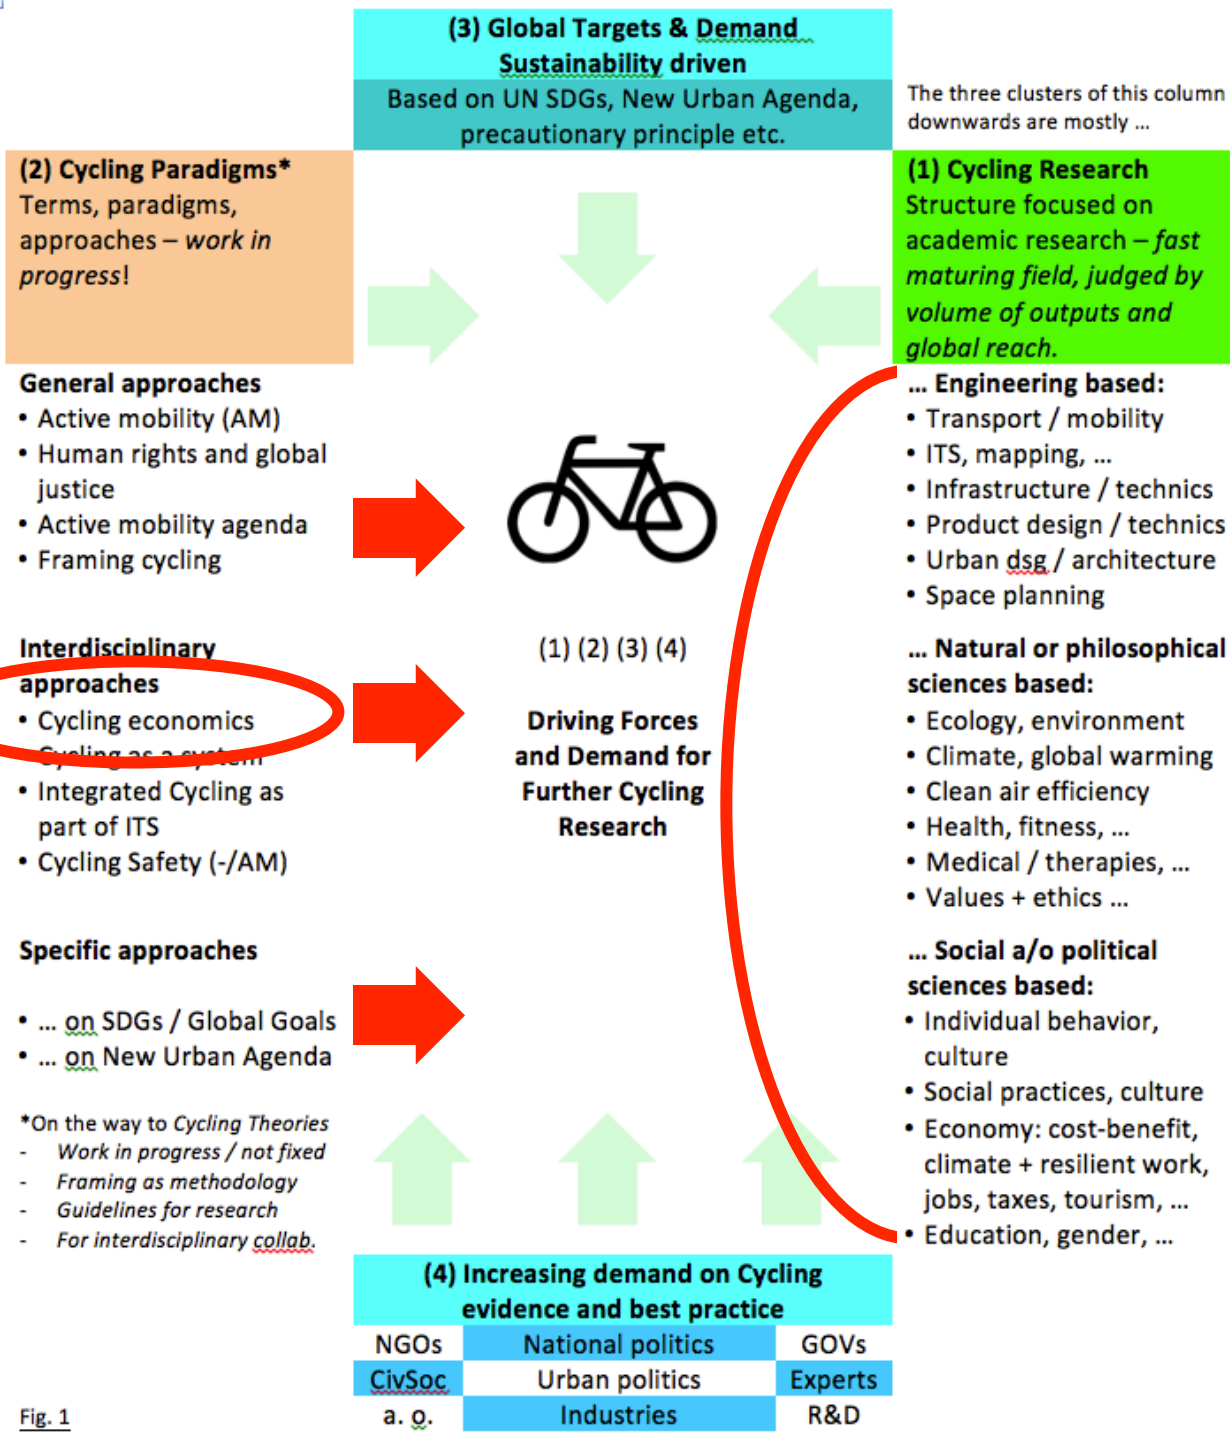 (3) Global Targets & Demand
Sustainability driven
Based on UN SDGs, New Urban Agenda,
precautionary principle etc.
The three clusters of this column
downwards are mostly ...
(2) Cycling Paradigms*
Terms, paradigms,
approaches – work in
progress!
(1) Cycling Research
Structure focused on
academic research – fast
maturing field, judged by
volume of outputs and
global reach.
General approaches
• Active mobility (AM)
• Human rights and global
justice
• Active mobility agenda
• Framing cycling
Interdisciplinary
approaches
• Cycling economics
• Cycling as a system
• Integrated Cycling as
part of ITS
• Cycling Safety (-/AM)
Specific approaches
• ... on SDGs / Global Goals
• ... on New Urban Agenda
*On the way to Cycling Theories
- Work in progress / not fixed
- Framing as methodology
- Guidelines for research
- For interdisciplinary collab.
(1) (2) (3) (4)
Driving Forces
and Demand for
Further Cycling
Research
... Engineering based:
• Transport / mobility
• ITS, mapping, ...
• Infrastructure / technics
• Product design / technics
• Urban dsg / architecture
• Space planning
... Natural or philosophical
sciences based:
• Ecology, environment
• Climate, global warming
• Clean air efficiency
• Health, fitness, ...
• Medical / therapies, ...
• Values + ethics ...
... Social a/o political
sciences based:
• Individual behavior,
culture
• Social practices, culture
• Economy: cost-benefit,
climate + resilient work,
jobs, taxes, tourism, ...
• Education, gender, ...
(4) Increasing demand on Cycling
evidence and best practice
NGOs National politics GOVs
CivSoc Urban politics Experts
a. o. Industries R&D
Fig. 1